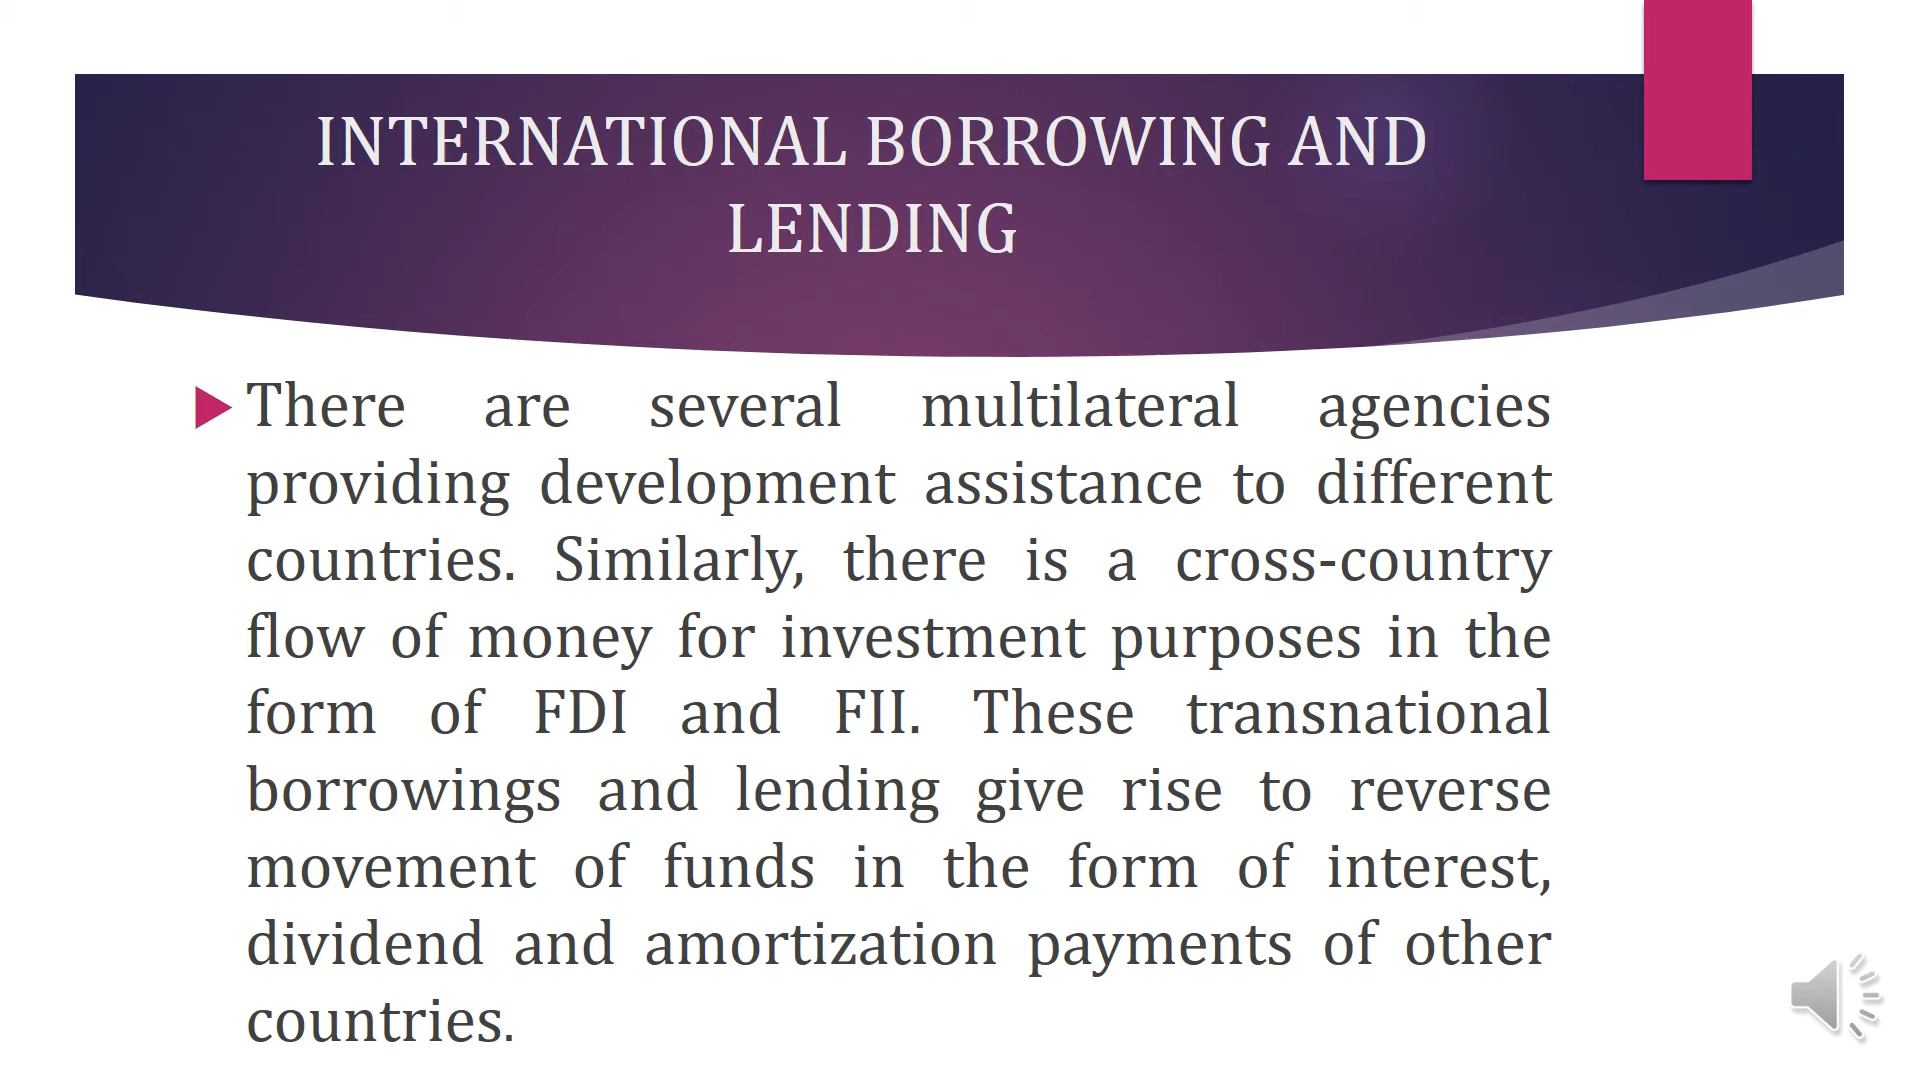 INTERNATIONAL BORROWING AND
LENDING
There are several multilateral agencies
providing development assistance to different
countries. Similarly, there is a cross-country
flow of money for investment purposes in the
form of FDI and FII. These transnational
borrowings and lending give rise to reverse
movement of funds in the form of interest,
dividend and amortization payments of other
countries.